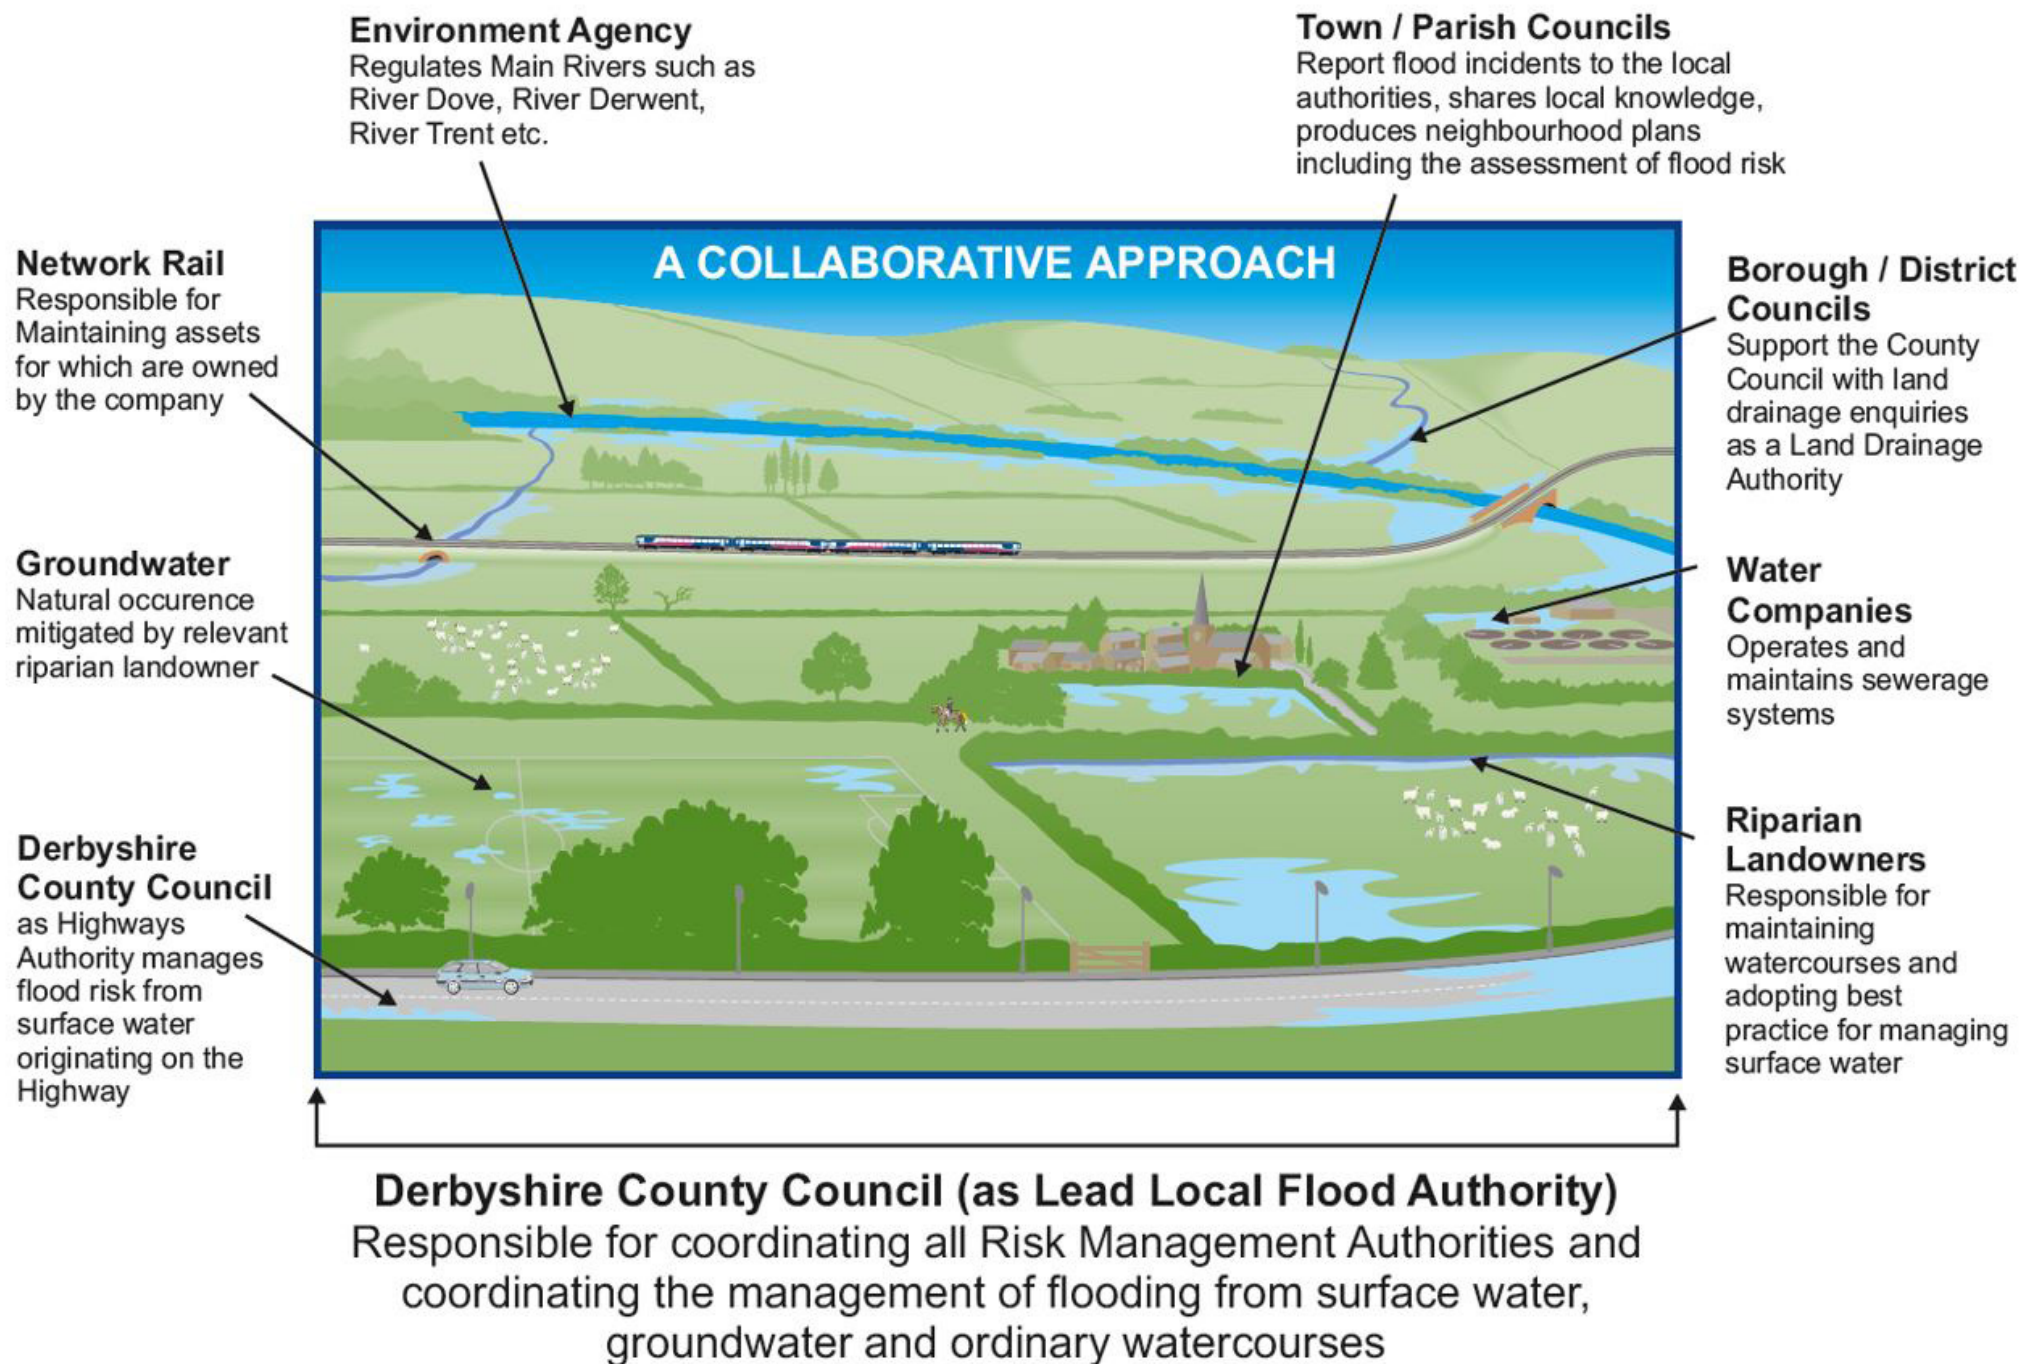 Environment Agency
Regulates Main Rivers such as
River Dove, River Derwent,
River Trent etc.
Town / Parish Councils
Report flood incidents to the local
authorities, shares local knowledge,
produces neighbourhood plans
including the assessment of flood risk
A COLLABORATIVE APPROACH
Network Rail
Responsible for
Maintaining assets
for which are owned
by the company
Borough / District
Councils
Support the County
Council with land
drainage enquiries
as a Land Drainage
Authority
Groundwater
Natural occurence
mitigated by relevant
riparian landowner
Water
Companies
Operates and
maintains sewerage
systems
Derbyshire
County Council
as Highways
Authority manages
flood risk from
surface water
originating on the
Highway
Riparian
Landowners
Responsible for
maintaining
watercourses and
adopting best
practice for managing
surface water
Derbyshire County Council (as Lead Local Flood Authority)
Responsible for coordinating all Risk Management Authorities and
coordinating the management of flooding from surface water,
groundwater and ordinary watercourses